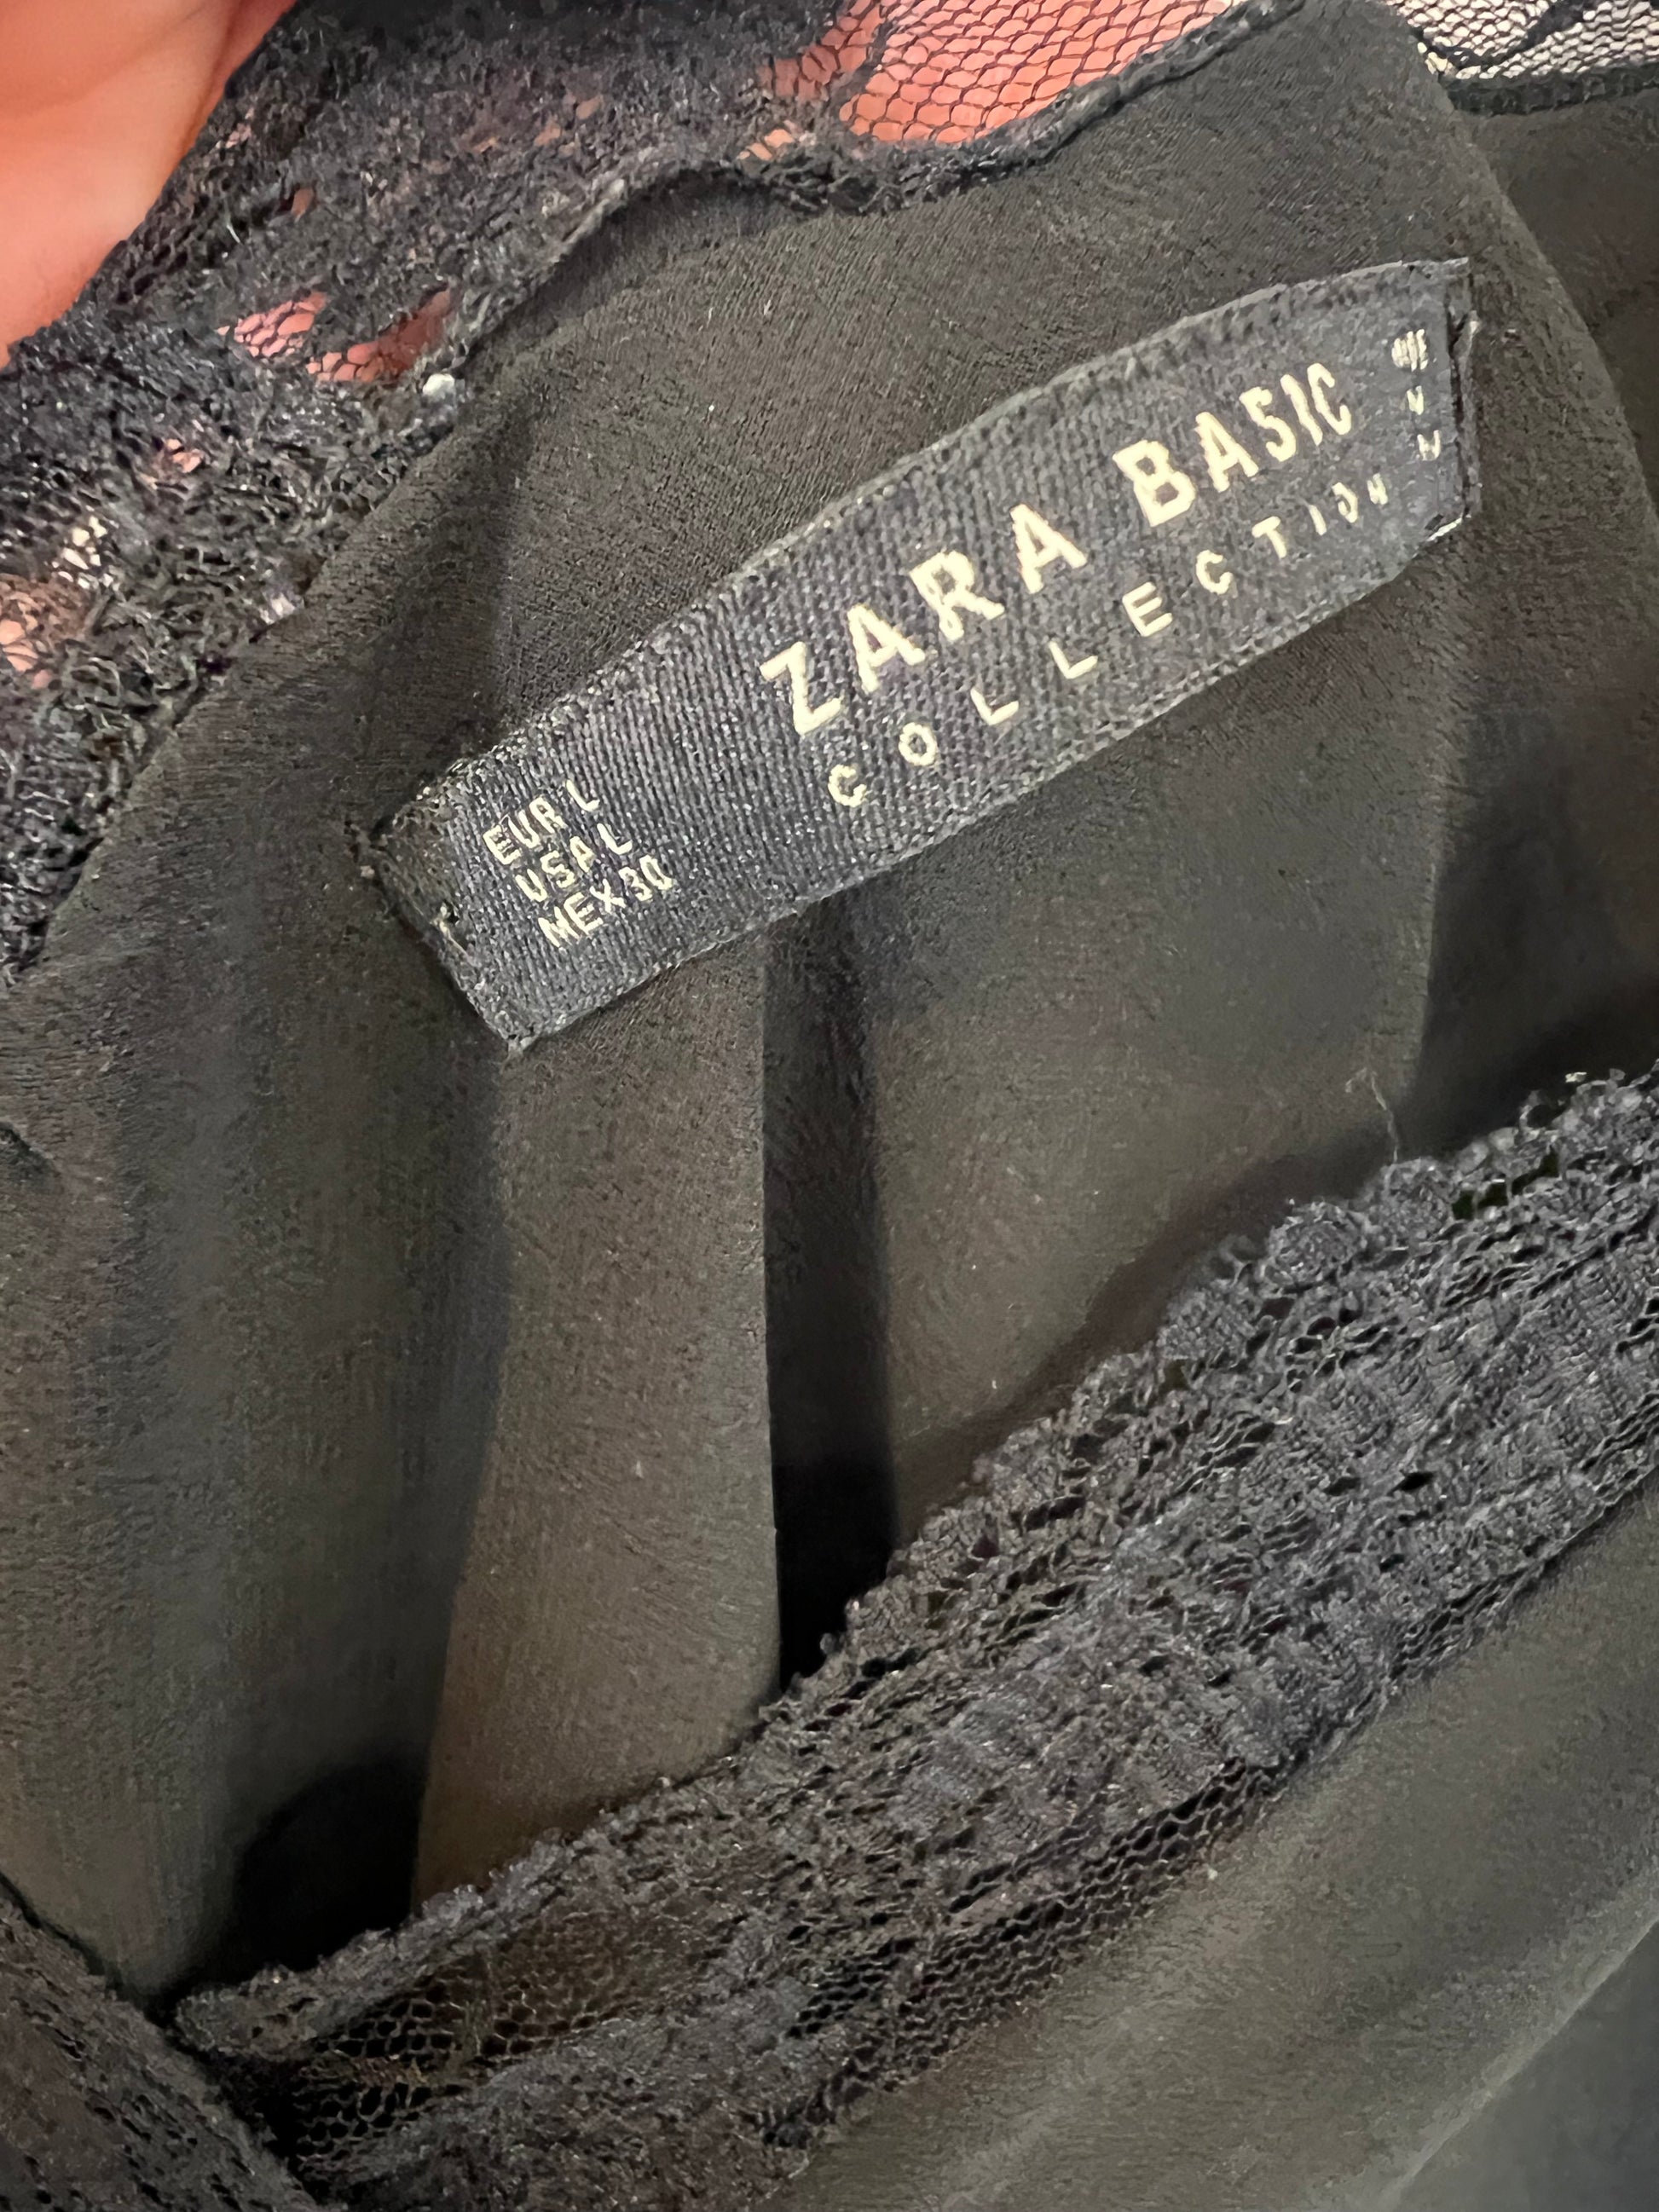 ZARA BASIC
COLLECTION
EUR L
USA L
MEX 30